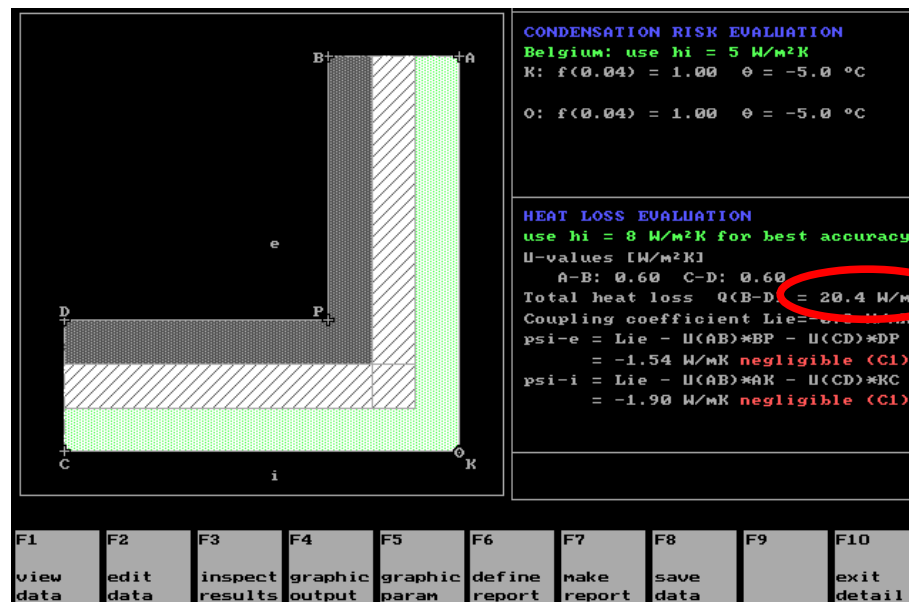 B
A
e
D
P
C
K
i
CONDENSATION RISK EVALUATION
Belgium: use hi = 5 W/m²K
K: f(0.04) = 1.00 θ = -5.0 ºC
O: f(0.04) = 1.00 θ = -5.0 ºC
HEAT LOSS EVALUATION
use hi = 8 W/m²K for best accuracy
U-values [W/m²K]
A-B: 0.60 C-D: 0.60
Total heat loss Q(B-D) = 20.4 W/m
Coupling coefficient Lie=
psi-e = Lie - U(AB)*BP - U(CD)*DP
= -1.54 W/mK negligible (C1)
psi-i = Lie - U(AB)*AK - U(CD)*KC
= -1.90 W/mK negligible (C1)
F1 F2 F3 F4 F5 F6 F7 F8 F9 F10
view edit inspect graphic graphic define make save exit
data data results output param report report data detail